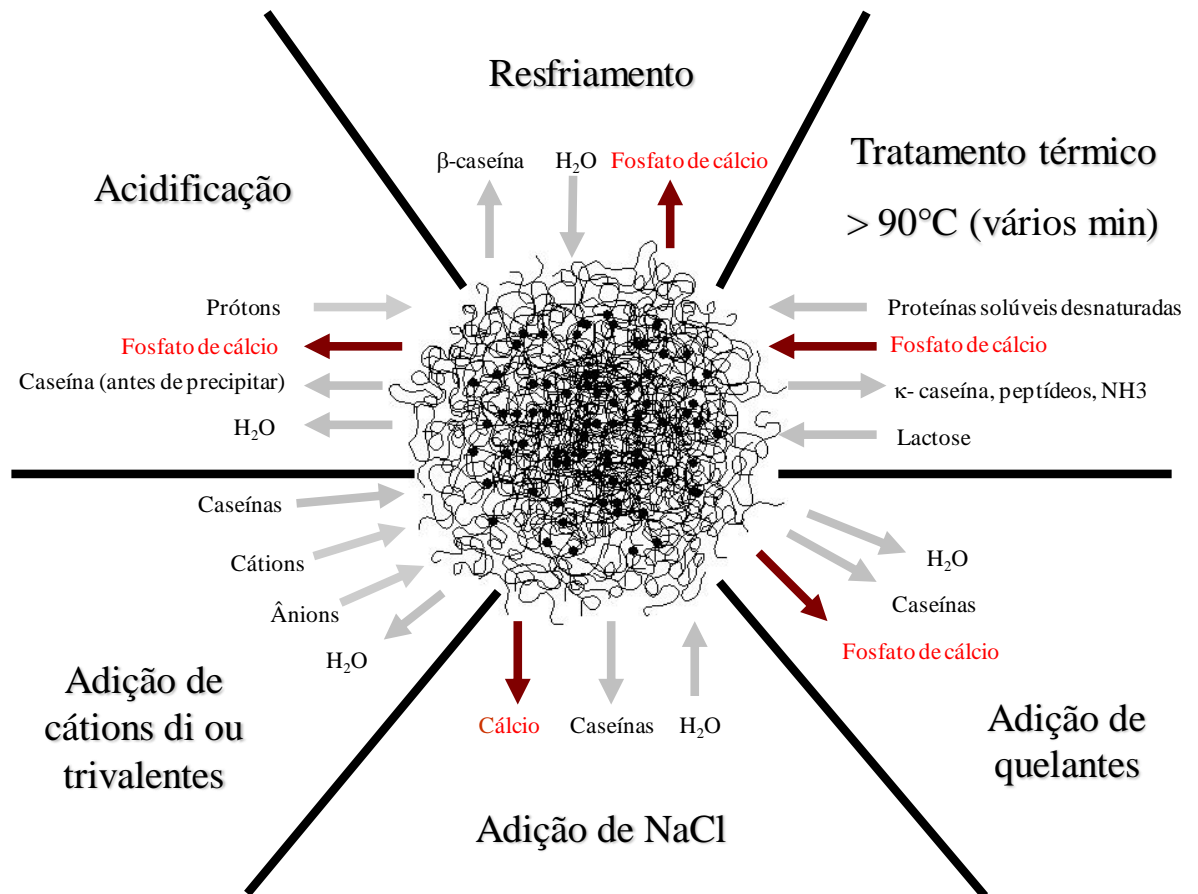 Resfriamento
β-caseína
H₂O
Fosfato de cálcio
Tratamento térmico
> 90°C (vários min)
Proteínas solúveis desnaturadas
Fosfato de cálcio
κ- caseína, peptídeos, NH3
Lactose
Acidificação
Prótons
Fosfato de cálcio
Caseína (antes de precipitar)
H₂O
Caseínas
Cátions
Ânions
H₂O
Adição de
cátions di ou
trivalentes
Cálcio
Caseínas
H₂O
Adição de NaCl
H₂O
Caseínas
Fosfato de cálcio
Adição de
quelantes